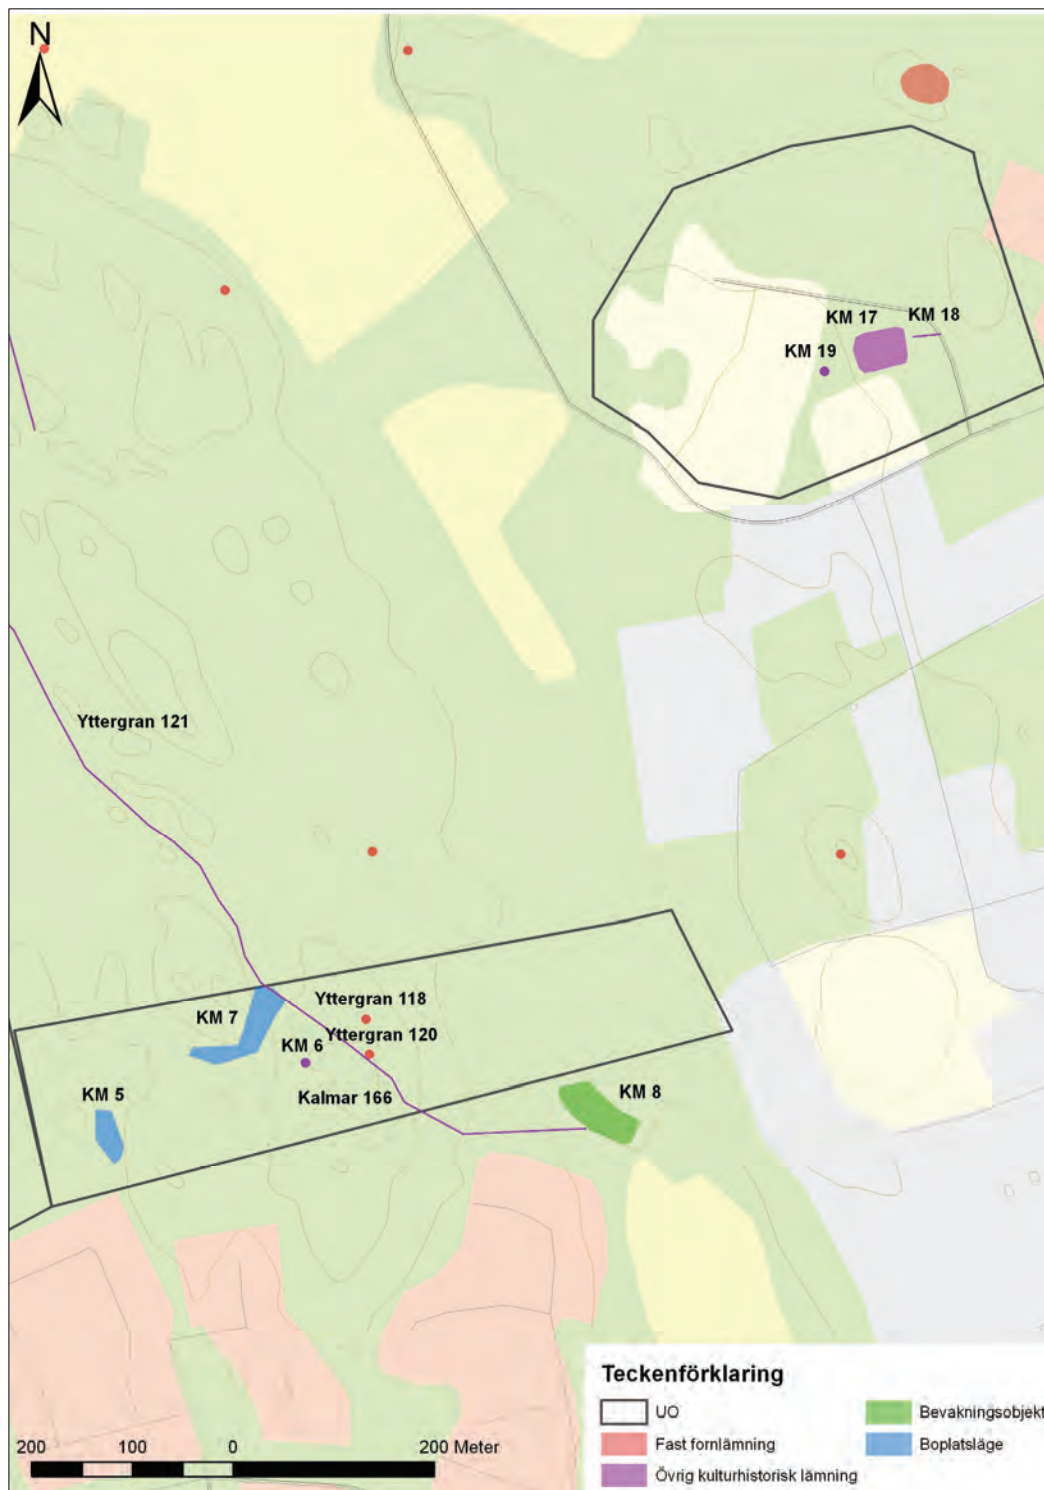 N
KM 17
KM 18
KM 19
Yttergran 121
Yttergran 118
KM 7
Yttergran 120
KM 6
Kalmar 166
KM 5
KM 8
Teckenförklaring
UO
Bevakningsobjekt
Fast fornlämning
Boplatsläge
Övrig kulturhistorisk lämning
200 100 0 200 Meter